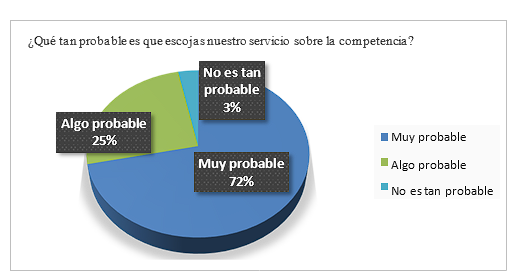 ¿Qué tan probable es que escojas nuestro servicio sobre la competencia?
No es tan
probable
3%
Algo probable
25%
Muy probable
72%
Muy probable
Algo probable
No es tan probable